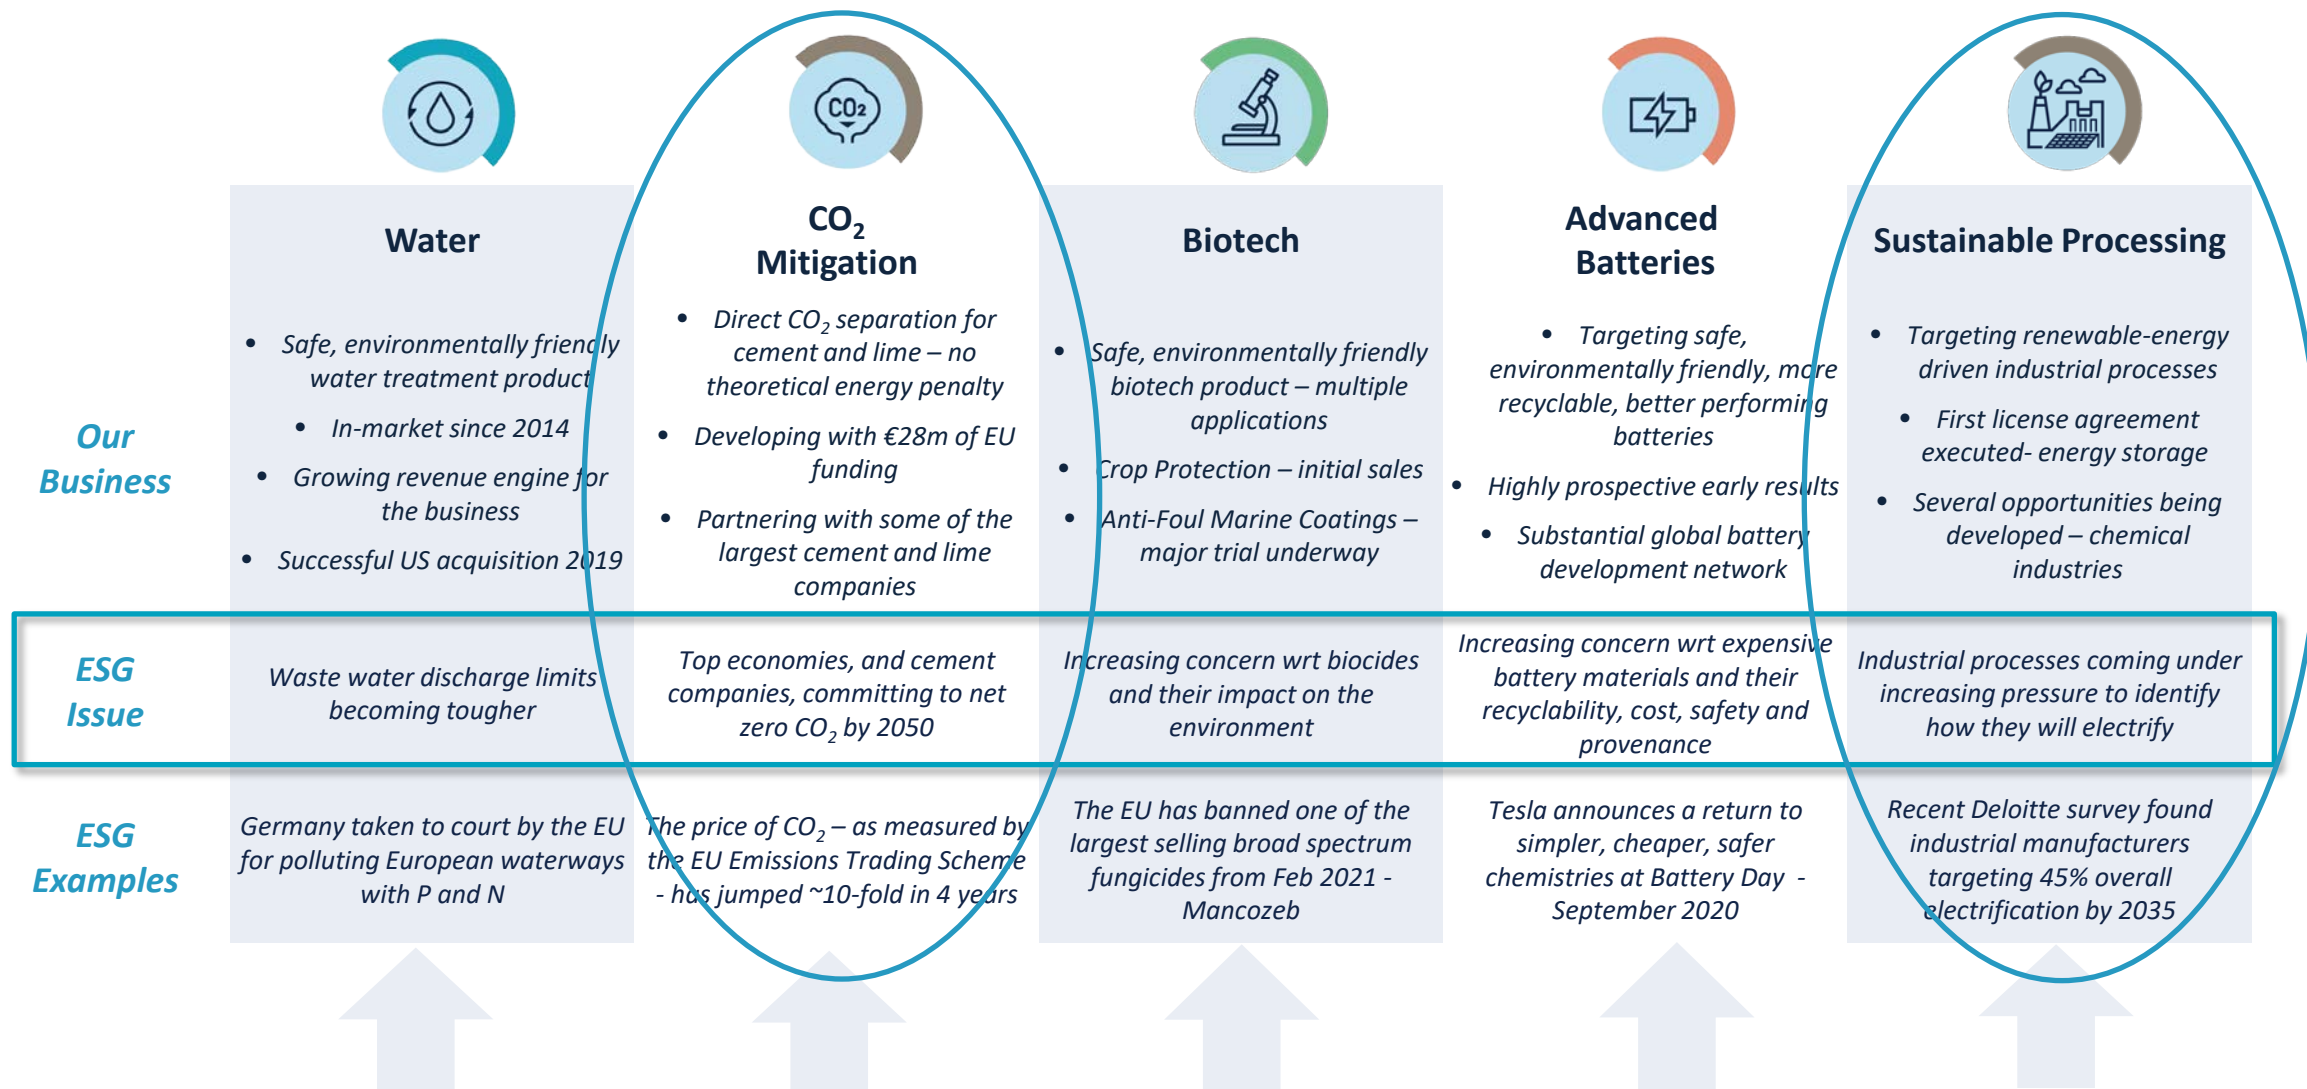 CO₂
Water
CO₂
Mitigation
Biotech
Advanced
Batteries
Sustainable Processing
Our
Business
• Safe, environmentally friendly
water treatment product
• In-market since 2014
• Growing revenue engine for
the business
• Successful US acquisition 2019
• Direct CO₂ separation for
cement and lime – no
theoretical energy penalty
• Developing with €28m of EU
funding
• Partnering with some of the
largest cement and lime
companies
• Safe, environmentally friendly
biotech product – multiple
applications
• Crop Protection – initial sales
• Anti-Foul Marine Coatings –
major trial underway
• Targeting safe,
environmentally friendly, more
recyclable, better performing
batteries
• Highly prospective early results
• Substantial global battery
development network
• Targeting renewable-energy
driven industrial processes
• First license agreement
executed- energy storage
• Several opportunities being
developed – chemical
industries
ESG
Issue
Waste water discharge limits
becoming tougher
Top economies, and cement
companies, committing to net
zero CO₂ by 2050
Increasing concern wrt biocides
and their impact on the
environment
Increasing concern wrt expensive
battery materials and their
recyclability, cost, safety and
provenance
Industrial processes coming under
increasing pressure to identify
how they will electrify
ESG
Examples
Germany taken to court by the EU
for polluting European waterways
with P and N
The price of CO₂ – as measured by
the EU Emissions Trading Scheme
- has jumped ~10-fold in 4 years
The EU has banned one of the
largest selling broad spectrum
fungicides from Feb 2021 -
Mancozeb
Tesla announces a return to
simpler, cheaper, safer
chemistries at Battery Day -
September 2020
Recent Deloitte survey found
industrial manufacturers
targeting 45% overall
electrification by 2035